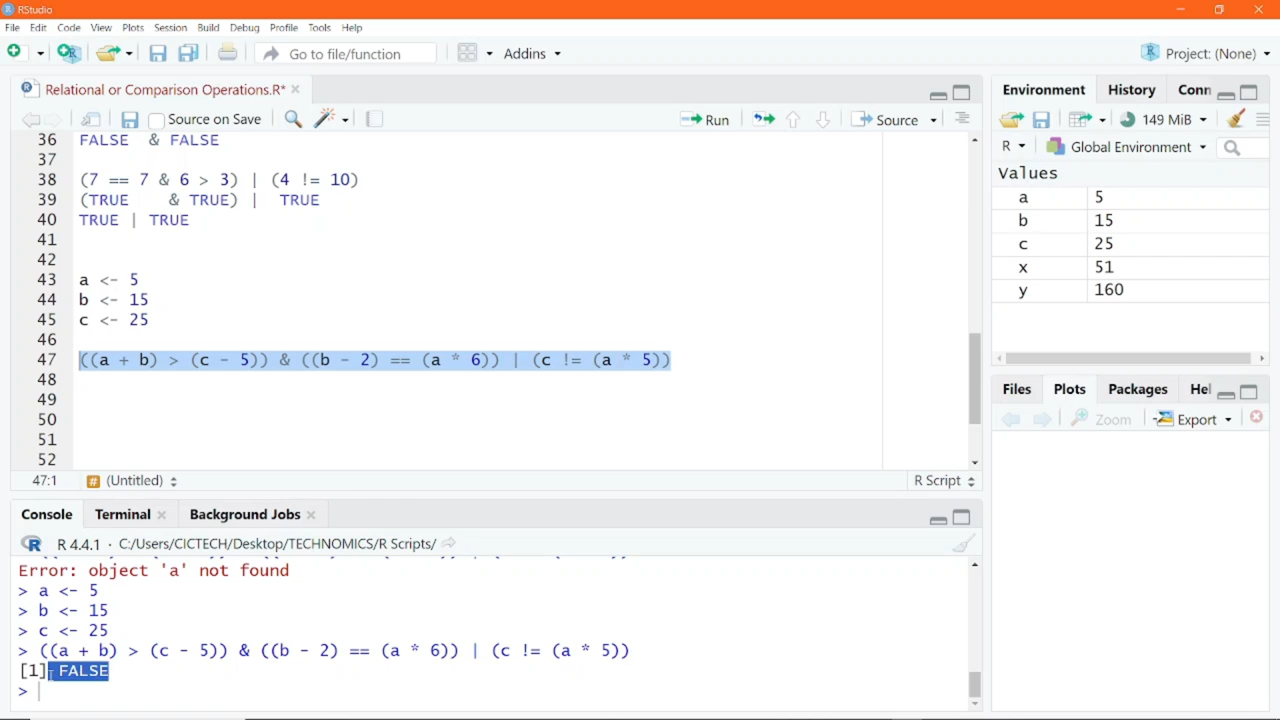 RStudio
File Edit Code View Plots Session Build Debug Profile Tools Help
Go to file/function Addins Project: (None)
Relational or Comparison Operations.R*
Source on Save Run Source
36 FALSE & FALSE
37
38 (7 == 7 & 6 > 3) | (4 != 10)
39 (TRUE & TRUE) | TRUE
40 TRUE | TRUE
41
42
43 a <- 5
44 b <- 15
45 c <- 25
46
47 ((a + b) > (c - 5)) & ((b - 2) == (a * 6)) | (c != (a * 5))
48
49
50
51
52
47:1 # (Untitled) R Script
Console Terminal Background Jobs
R 4.4.1 · C:/Users/CICTECH/Desktop/TECHNOMICS/R Scripts/
Error: object 'a' not found
> a <- 5
> b <- 15
> c <- 25
> ((a + b) > (c - 5)) & ((b - 2) == (a * 6)) | (c != (a * 5))
[1] FALSE
>
Environment History Conn
149 MiB
R Global Environment
Values
a 5
b 15
c 25
x 51
y 160
Files Plots Packages Hel
Zoom Export